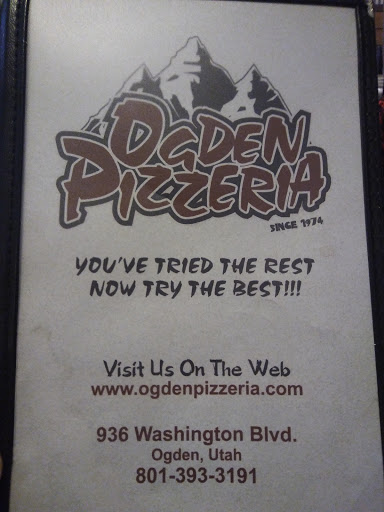 OGDEN
PIZZERIA
SINCE 1974
YOU'VE TRIED THE REST
NOW TRY THE BEST!!!
Visit Us On The Web
www.ogdenpizzeria.com
936 Washington Blvd.
Ogden, Utah
801-393-3191